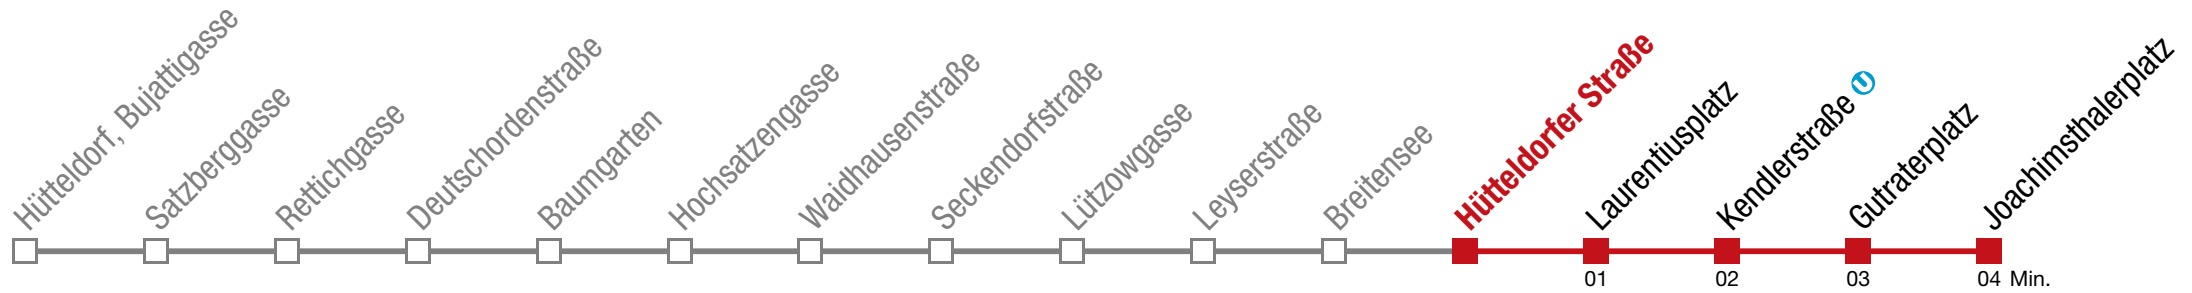 Hütteldorf, Bujattigasse
Satzberggasse
Rettichgasse
Deutschordenstraße
Baumgarten
Hochsatzengasse
Waidhausenstraße
Seckendorfstraße
Lützowgasse
Leyserstraße
Breitensee
Hütteldorfer Straße
Laurentiusplatz
Kendlerstraße U
Gutraterplatz
Joachimsthalerplatz
01 02 03 04 Min.